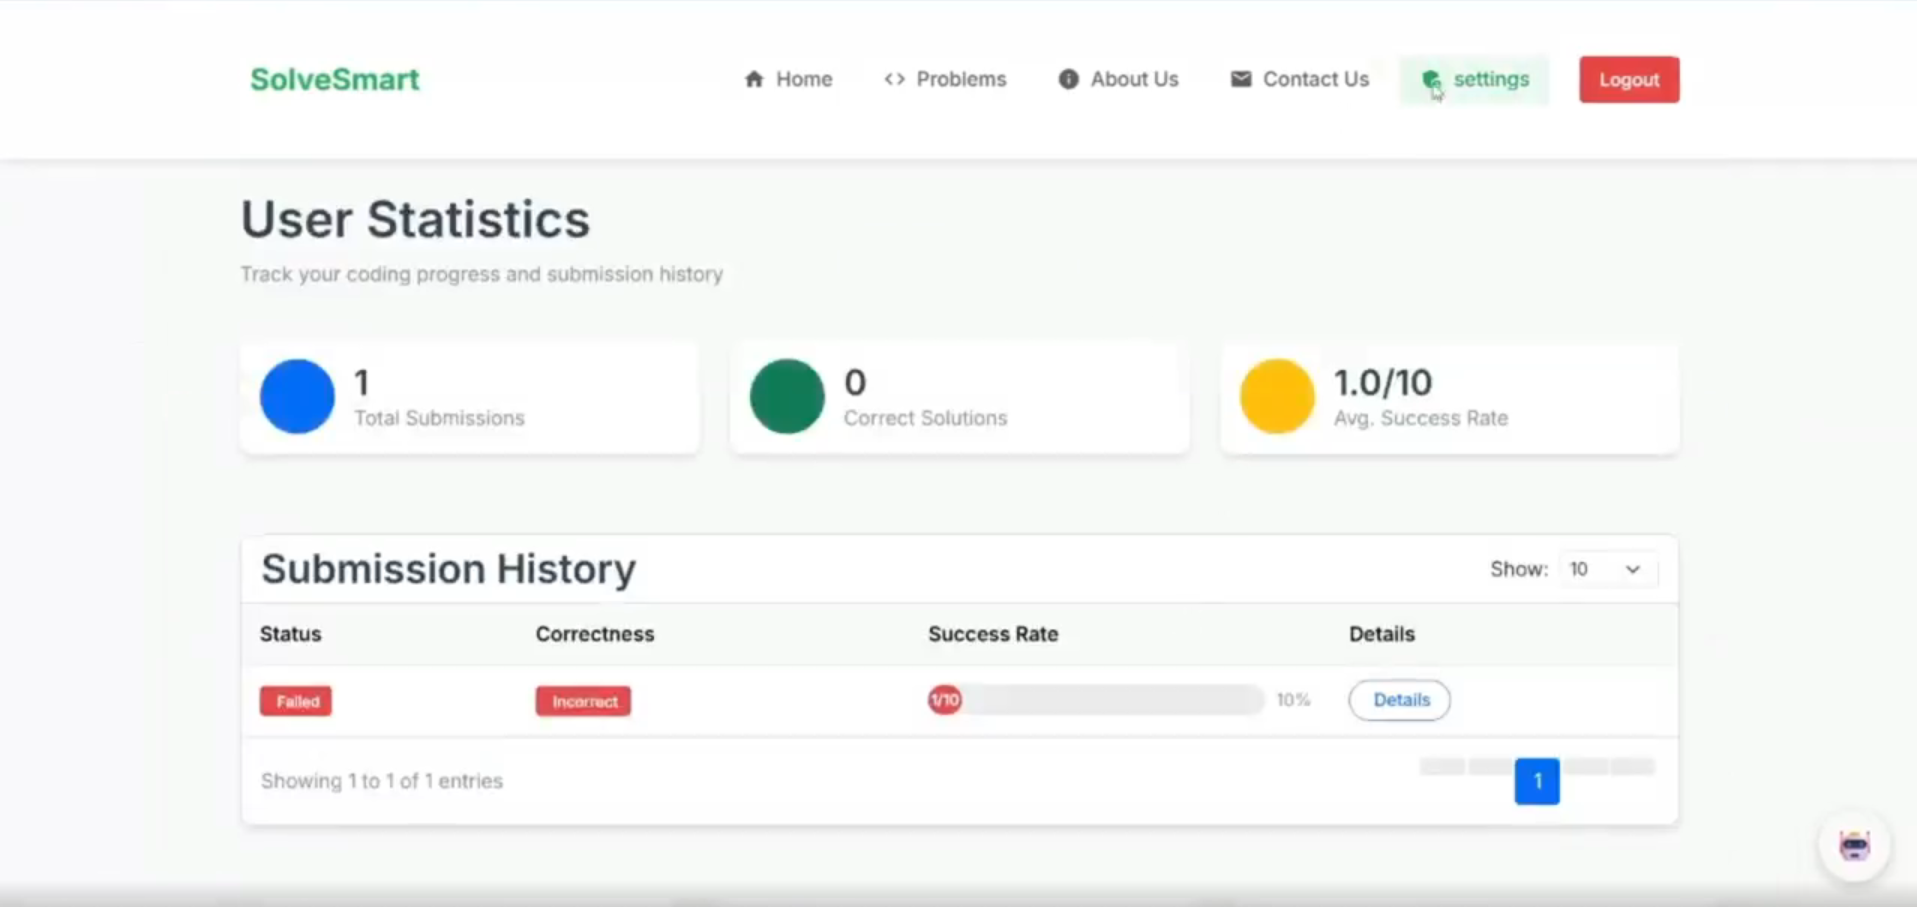 SolveSmart
Home
Problems
About Us
Contact Us
settings
Logout
User Statistics
Track your coding progress and submission history
1
Total Submissions
0
Correct Solutions
1.0/10
Avg. Success Rate
Submission History
Show: 10
Status Correctness Success Rate Details
Failed Incorrect 1/10 10% Details
Showing 1 to 1 of 1 entries
1